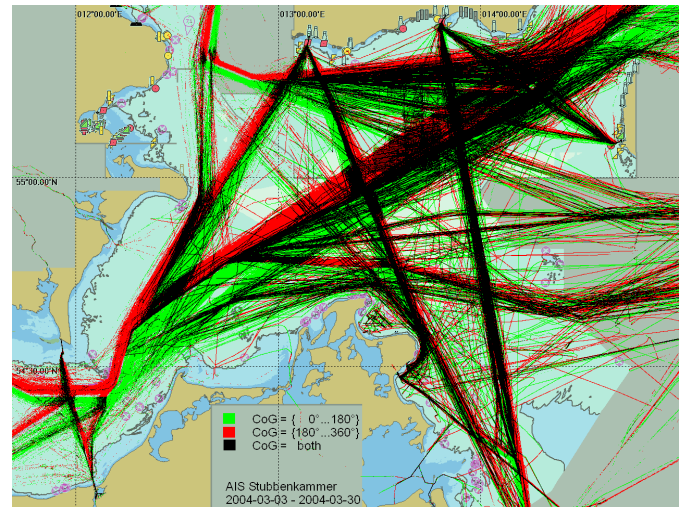 012°00.00'E
013°00.00'E
014°00.00'E
55°00.00'N
54°30.00'N
CoG = { 0°...180°}
CoG = {180°...360°}
CoG = both
AIS Stubbenkammer
2004-03-03 - 2004-03-30